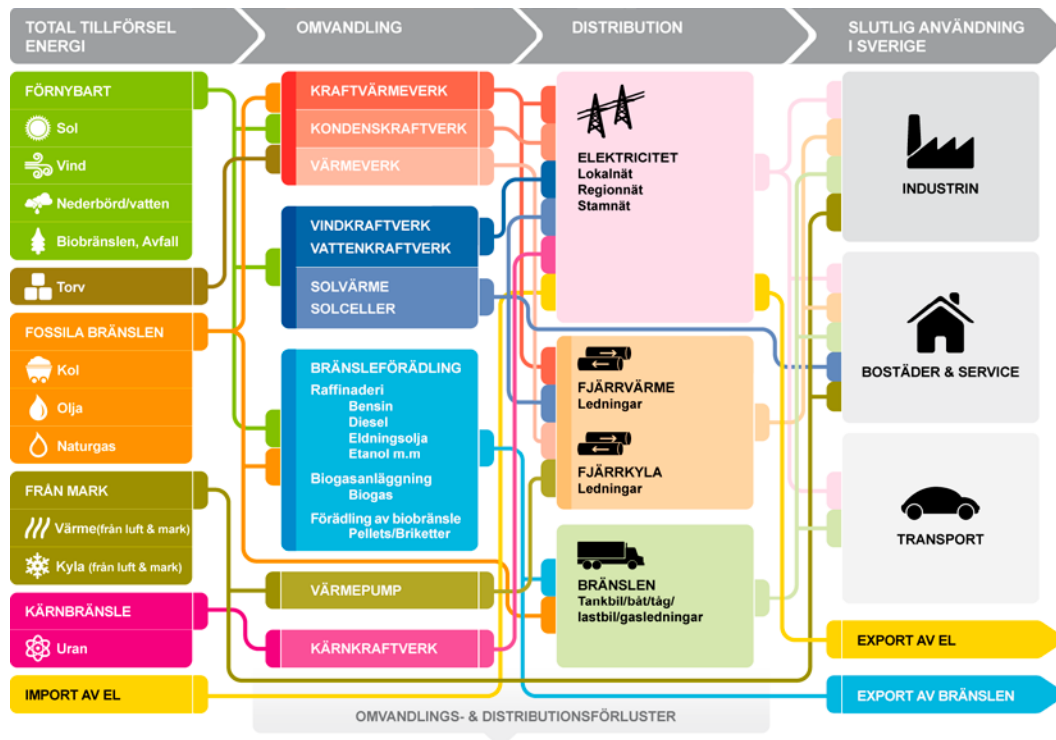 TOTAL TILLFÖRSEL
ENERGI
OMVANDLING
DISTRIBUTION
SLUTLIG ANVÄNDNING
I SVERIGE
FÖRNYBART
Sol
Vind
Nederbörd/vatten
Biobränslen, Avfall
Torv
FOSSILA BRÄNSLEN
Kol
Olja
Naturgas
FRÅN MARK
Värme(från luft & mark)
Kyla (från luft & mark)
KÄRNBRÄNSLE
Uran
IMPORT AV EL
KRAFTVÄRMEVERK
KONDENSKRAFTVERK
VÄRMEVERK
VINDKRAFTVERK
VATTENKRAFTVERK
SOLVÄRME
SOLCELLER
BRÄNSLEFÖRÄDLING
Raffinaderi
Bensin
Diesel
Eldningsolja
Etanol m.m
Biogasanläggning
Biogas
Förädling av biobränsle
Pellets/Briketter
VÄRMEPUMP
KÄRNKRAFTVERK
ELEKTRICITET
Lokalnät
Regionnät
Stamnät
FJÄRRVÄRME
Ledningar
FJÄRRKYLA
Ledningar
BRÄNSLEN
Tankbil/båt/tåg/
lastbil/gasledningar
INDUSTRIN
BOSTÄDER & SERVICE
TRANSPORT
EXPORT AV EL
EXPORT AV BRÄNSLEN
OMVANDLINGS- & DISTRIBUTIONSFÖRLUSTER